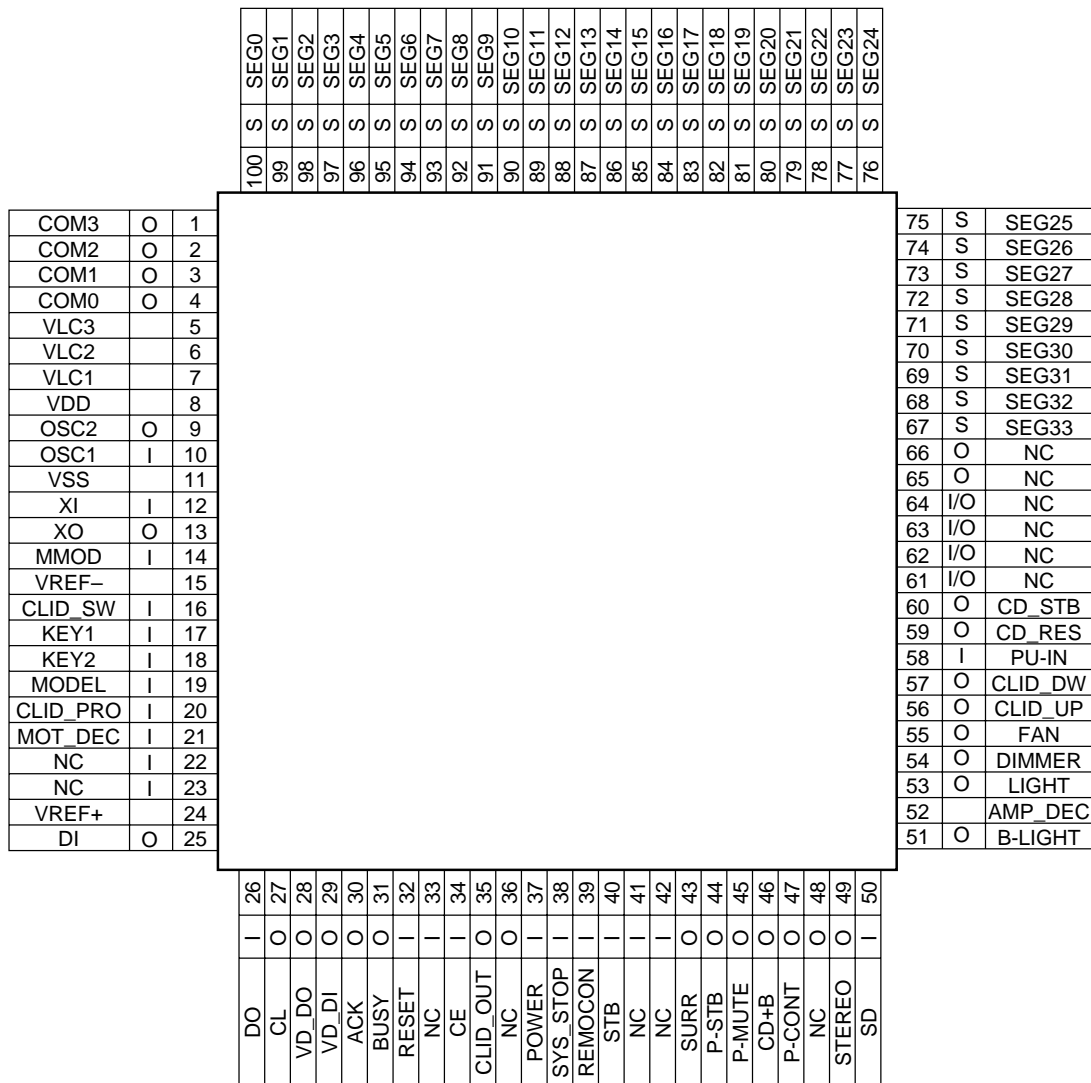 SEG0 SEG1 SEG2 SEG3 SEG4 SEG5 SEG6 SEG7 SEG8 SEG9 SEG10 SEG11 SEG12 SEG13 SEG14 SEG15 SEG16 SEG17 SEG18 SEG19 SEG20 SEG21 SEG22 SEG23 SEG24
S S S S S S S S S S S S S S S S S S S S S S S S S
100 99 98 97 96 95 94 93 92 91 90 89 88 87 86 85 84 83 82 81 80 79 78 77 76
COM3 O 1
COM2 O 2
COM1 O 3
COM0 O 4
VLC3 5
VLC2 6
VLC1 7
VDD 8
OSC2 O 9
OSC1 I 10
VSS 11
XI I 12
XO O 13
MMOD I 14
VREF– 15
CLID_SW I 16
KEY1 I 17
KEY2 I 18
MODEL I 19
CLID_PRO I 20
MOT_DEC I 21
NC I 22
NC I 23
VREF+ 24
DI O 25
75 S SEG25
74 S SEG26
73 S SEG27
72 S SEG28
71 S SEG29
70 S SEG30
69 S SEG31
68 S SEG32
67 S SEG33
66 O NC
65 O NC
64 I/O NC
63 I/O NC
62 I/O NC
61 I/O NC
60 O CD_STB
59 O CD_RES
58 I PU-IN
57 O CLID_DW
56 O CLID_UP
55 O FAN
54 O DIMMER
53 O LIGHT
52 AMP_DEC
51 O B-LIGHT
26 27 28 29 30 31 32 33 34 35 36 37 38 39 40 41 42 43 44 45 46 47 48 49 50
I O O O O O I I I O O I I I I I I O O O O O O O I
DO CL VD_DO VD_DI ACK BUSY RESET NC CE CLID_OUT NC POWER SYS_STOP REMOCON STB NC NC SURR P-STB P-MUTE CD+B P-CONT NC STEREO SD